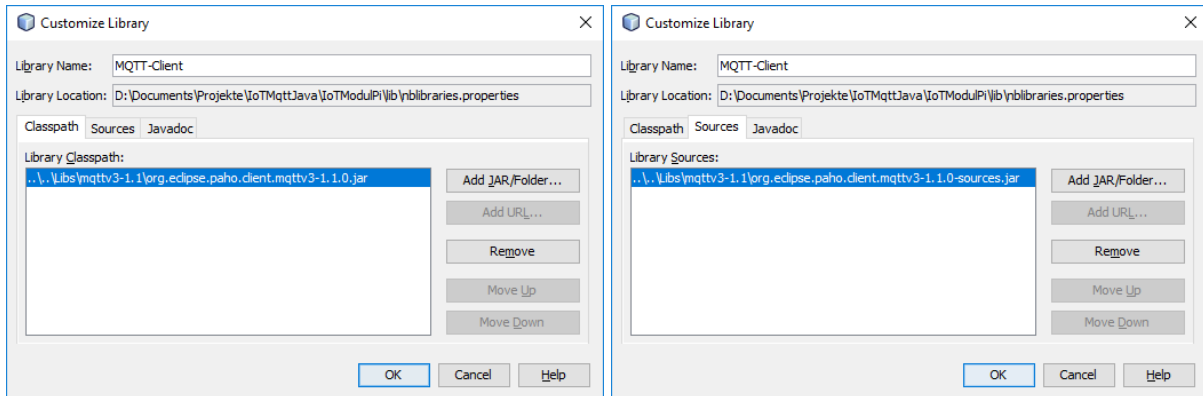 Customize Library
Library Name: MQTT-Client
Library Location: D:\Documents\Projekte\IoTMqttJava\IoTModulPi\lib\nblibraries.properties
Classpath Sources Javadoc
Library Classpath:
..\..\Libs\mqttv3-1.1\org.eclipse.paho.client.mqttv3-1.1.0.jar
Add JAR/Folder...
Add URL...
Remove
Move Up
Move Down
OK Cancel Help
Customize Library
Library Name: MQTT-Client
Library Location: D:\Documents\Projekte\IoTMqttJava\IoTModulPi\lib\nblibraries.properties
Classpath Sources Javadoc
Library Sources:
..\..\Libs\mqttv3-1.1\org.eclipse.paho.client.mqttv3-1.1.0-sources.jar
Add JAR/Folder...
Add URL...
Remove
Move Up
Move Down
OK Cancel Help